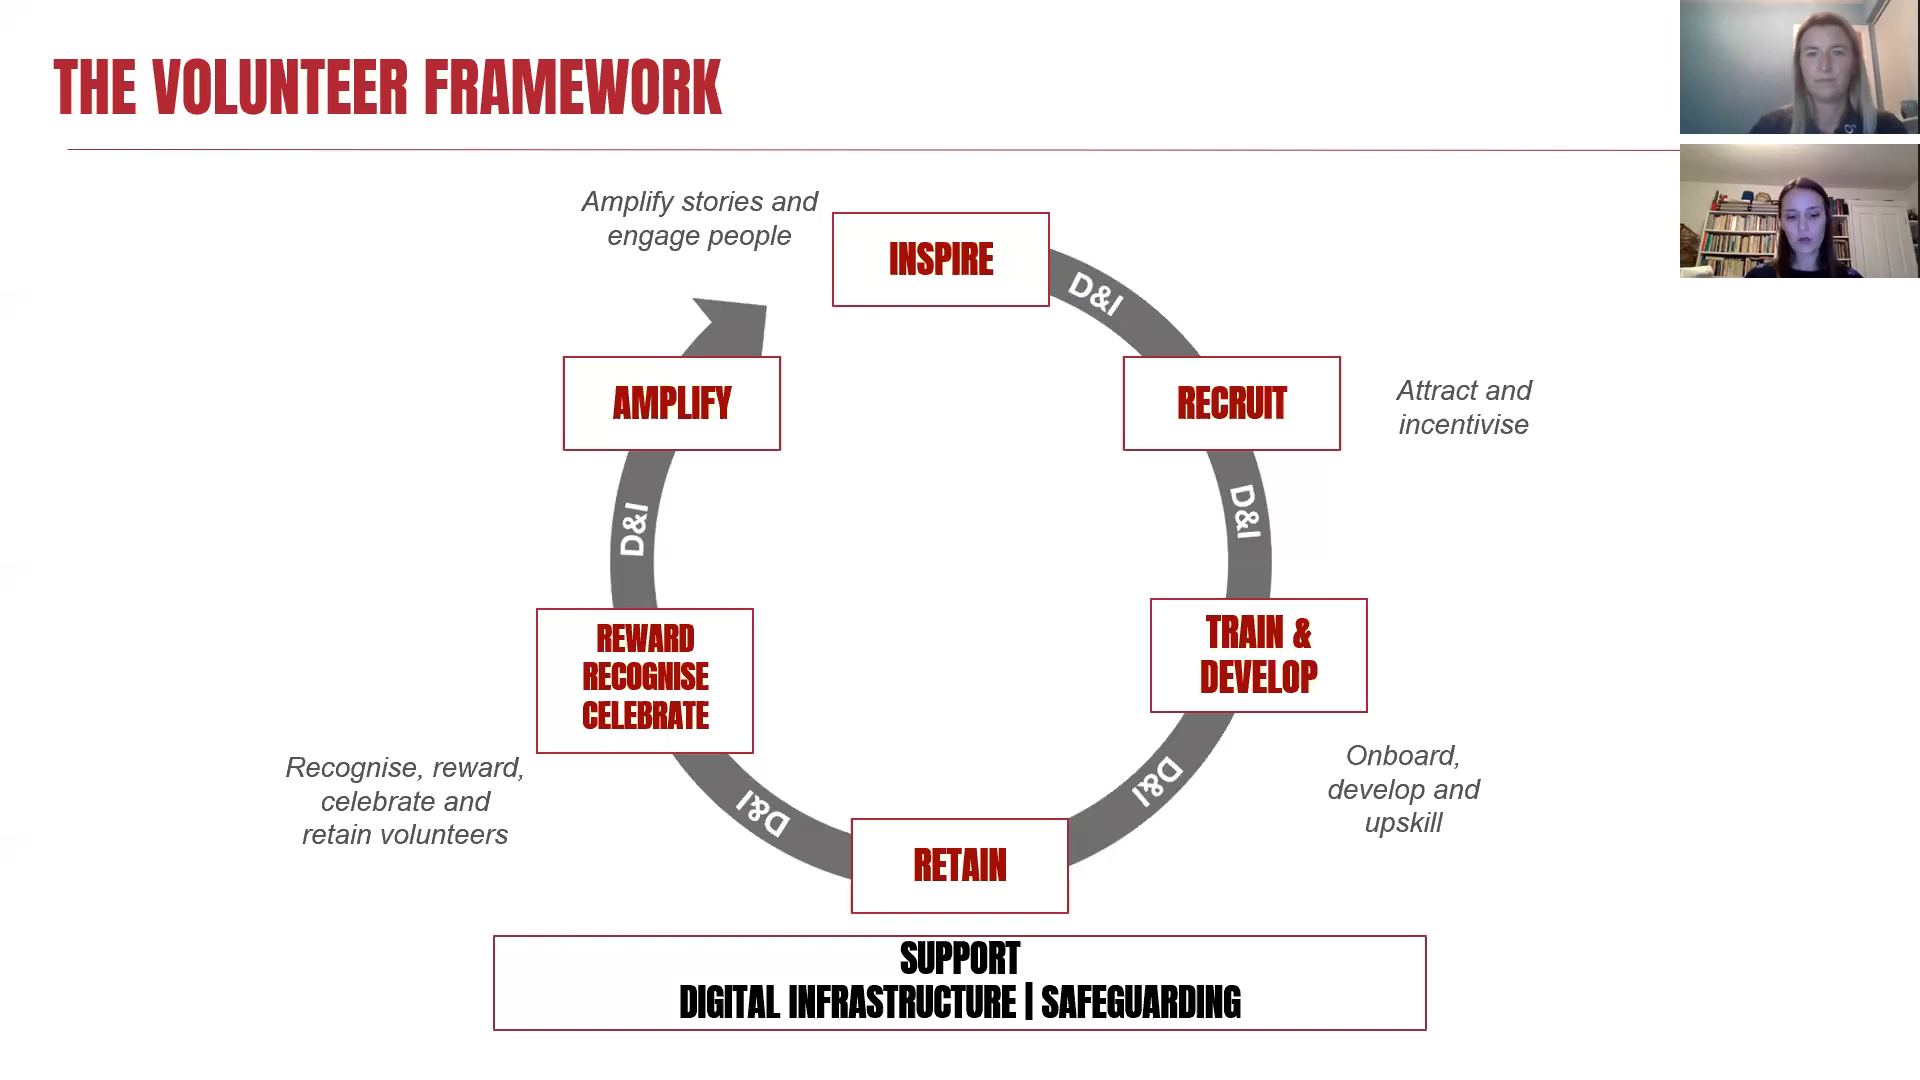 THE VOLUNTEER FRAMEWORK
Amplify stories and
engage people
INSPIRE
D&I
RECRUIT
Attract and
incentivise
D&I
TRAIN &
DEVELOP
Onboard,
develop and
upskill
D&I
RETAIN
D&I
REWARD
RECOGNISE
CELEBRATE
Recognise, reward,
celebrate and
retain volunteers
D&I
AMPLIFY
SUPPORT
DIGITAL INFRASTRUCTURE | SAFEGUARDING